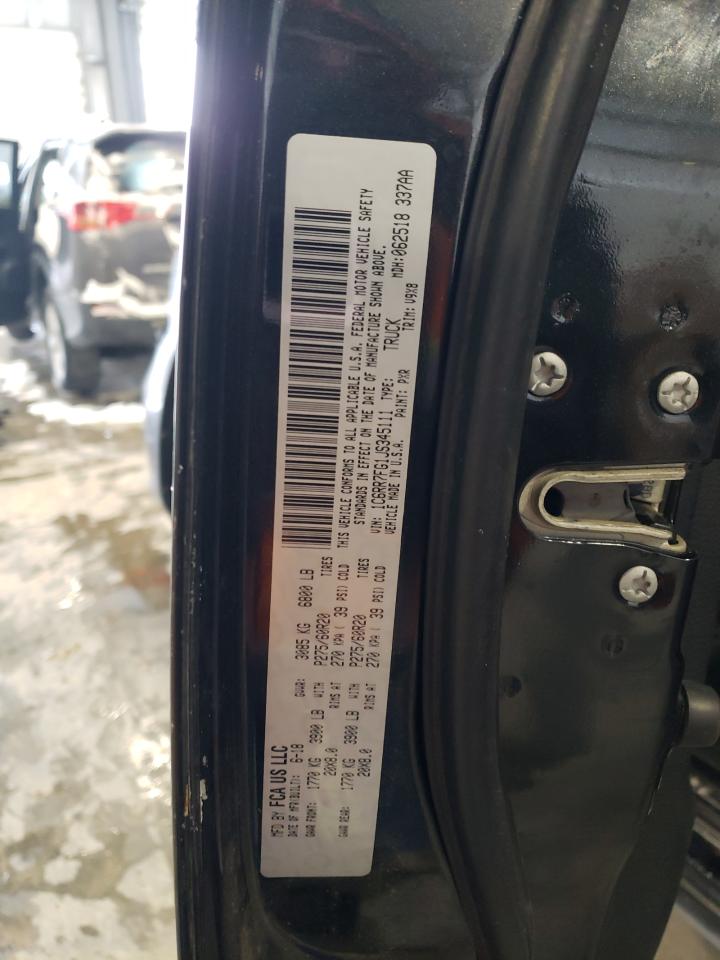 MFD BY FCA US LLC
DATE OF MFR(BUILT): 6-18 GVWR: 3085 KG 6800 LB
GAWR FRONT: 1770 KG 3900 LB WITH P275/60R20 TIRES
20X8.0 RIMS AT 270 KPA ( 39 PSI) COLD
GAWR REAR: 1770 KG 3900 LB WITH P275/60R20 TIRES
20X8.0 RIMS AT 270 KPA ( 39 PSI) COLD
THIS VEHICLE CONFORMS TO ALL APPLICABLE U.S.A. FEDERAL MOTOR VEHICLE SAFETY
STANDARDS IN EFFECT ON THE DATE OF MANUFACTURE SHOWN ABOVE.
VIN: 1C6RR7FG1JS345111 TYPE: TRUCK MDH:062518 337AA
VEHICLE MADE IN U.S.A. PAINT: PXR TRIM: V9X8